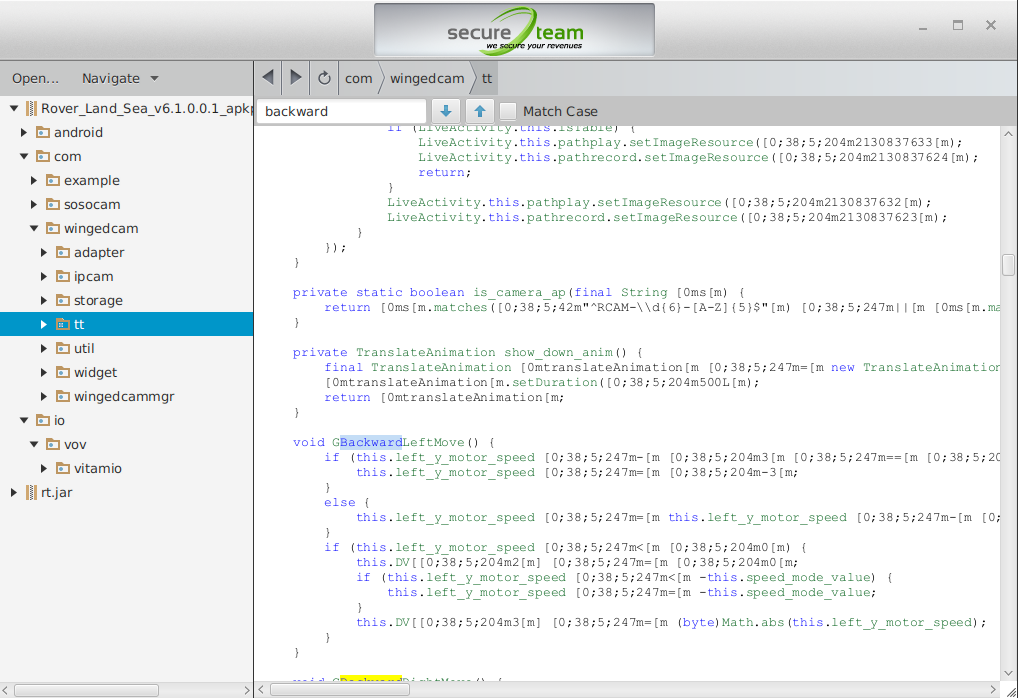 secure team
we secure your revenues
Open...
Navigate
com
wingedcam
tt
Rover_Land_Sea_v6.1.0.0.1_apkp
android
com
example
sosocam
wingedcam
adapter
ipcam
storage
tt
util
widget
wingedcammgr
io
vov
vitamio
rt.jar
backward
Match Case
if (LiveActivity.this.isTable) {
LiveActivity.this.pathplay.setImageResource([0;38;5;204m2130837633[m);
LiveActivity.this.pathrecord.setImageResource([0;38;5;204m2130837624[m);
return;
}
LiveActivity.this.pathplay.setImageResource([0;38;5;204m2130837632[m);
LiveActivity.this.pathrecord.setImageResource([0;38;5;204m2130837623[m);
}
});
}
private static boolean is_camera_ap(final String [0ms[m) {
return [0ms[m.matches([0;38;5;42m"^RCAM-\\d{6}-[A-Z]{5}$"[m) [0;38;5;247m||[m [0ms[m.ma
}
private TranslateAnimation show_down_anim() {
final TranslateAnimation [0mtranslateAnimation[m [0;38;5;247m=[m new TranslateAnimation
[0mtranslateAnimation[m.setDuration([0;38;5;204m500L[m);
return [0mtranslateAnimation[m;
}
void GBackwardLeftMove() {
if (this.left_y_motor_speed [0;38;5;247m-[m [0;38;5;204m3[m [0;38;5;247m==[m [0;38;5;20
this.left_y_motor_speed [0;38;5;247m=[m [0;38;5;204m-3[m;
}
else {
this.left_y_motor_speed [0;38;5;247m=[m this.left_y_motor_speed [0;38;5;247m-[m [0;
}
if (this.left_y_motor_speed [0;38;5;247m<[m [0;38;5;204m0[m) {
this.DV[[0;38;5;204m2[m] [0;38;5;247m=[m [0;38;5;204m0[m;
if (this.left_y_motor_speed [0;38;5;247m<[m -this.speed_mode_value) {
this.left_y_motor_speed [0;38;5;247m=[m -this.speed_mode_value;
}
this.DV[[0;38;5;204m3[m] [0;38;5;247m=[m (byte)Math.abs(this.left_y_motor_speed);
}
}
void GBackwardRightMove() {